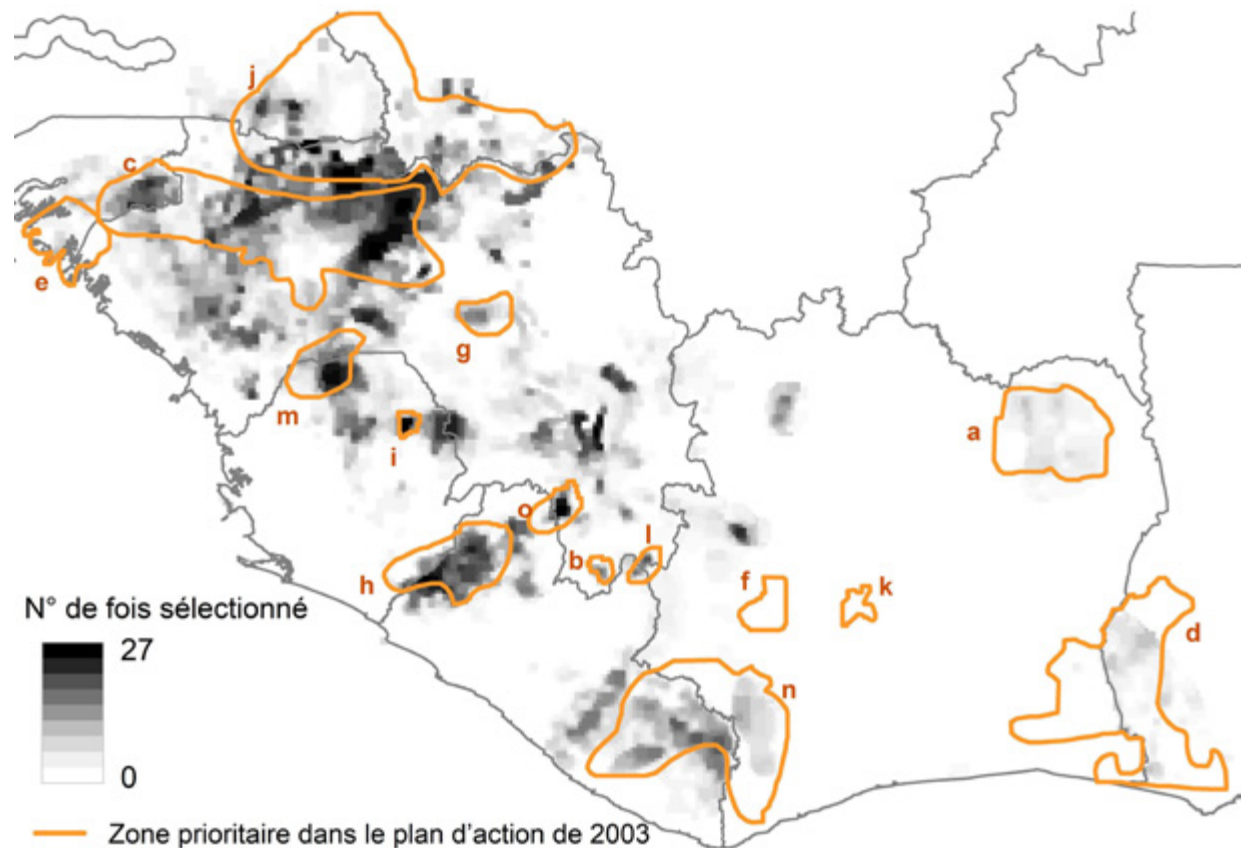 j
c
e
g
m
i
a
o
l
b
h
f
k
d
n
N° de fois sélectionné
27
0
Zone prioritaire dans le plan d'action de 2003